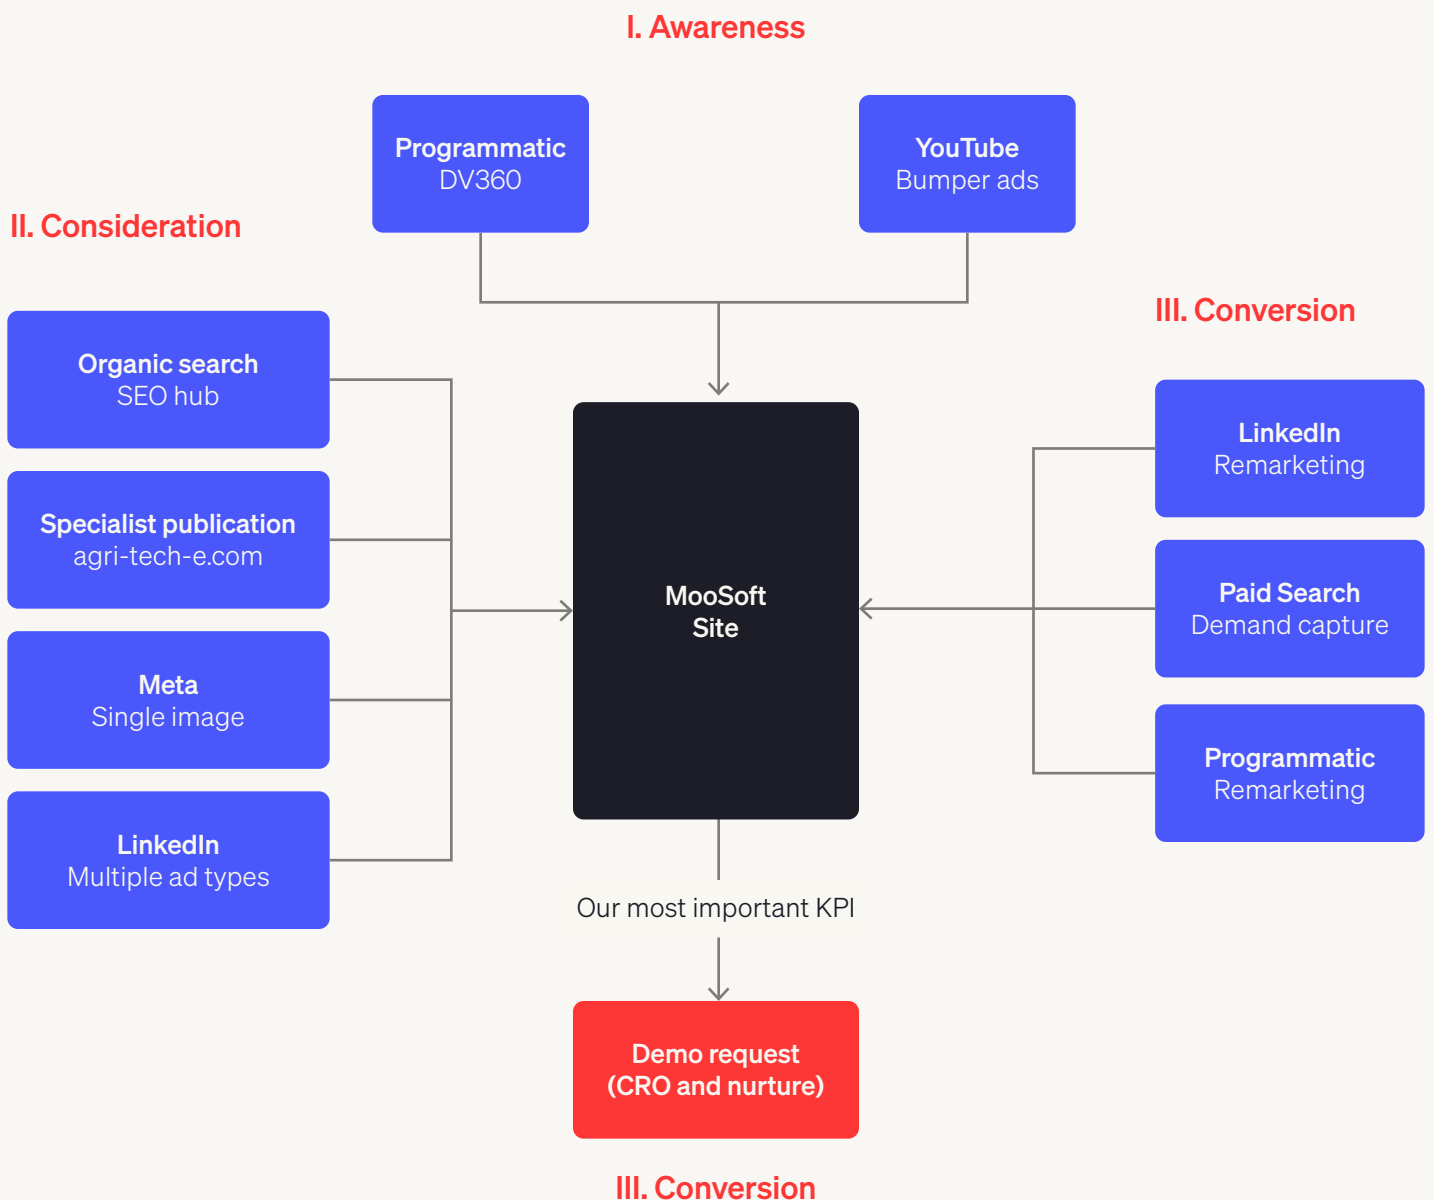 I. Awareness
Programmatic
DV360
YouTube
Bumper ads
II. Consideration
Organic search
SEO hub
Specialist publication
agri-tech-e.com
Meta
Single image
LinkedIn
Multiple ad types
MooSoft
Site
III. Conversion
LinkedIn
Remarketing
Paid Search
Demand capture
Programmatic
Remarketing
Our most important KPI
Demo request
(CRO and nurture)
III. Conversion